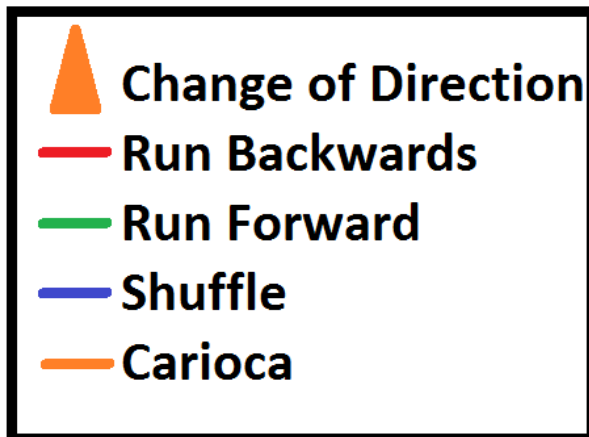 Change of Direction
Run Backwards
Run Forward
Shuffle
Carioca